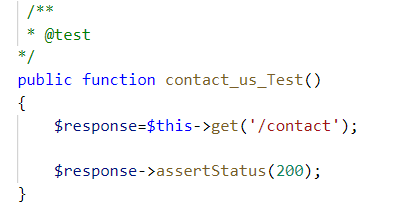 /**
* @test
*/
public function contact_us_Test()
{
$response=$this->get('/contact');
$response->assertStatus(200);
}